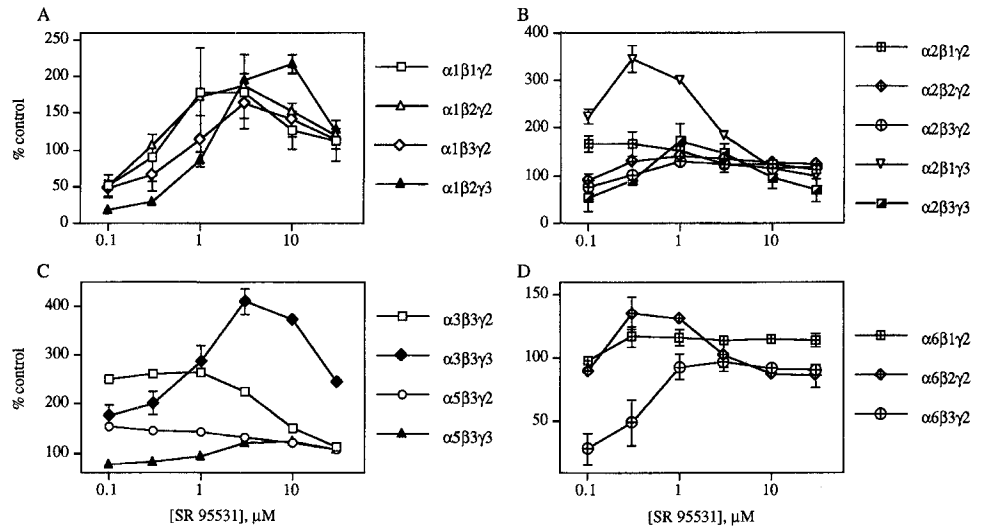 A
250
200
150
100
50
0
% control
0.1
1
10
α1β1γ2
α1β2γ2
α1β3γ2
α1β2γ3
B
400
300
200
100
0
0.1
1
10
α2β1γ2
α2β2γ2
α2β3γ2
α2β1γ3
α2β3γ3
C
400
300
200
100
% control
0.1
1
10
[SR 95531], μM
α3β3γ2
α3β3γ3
α5β3γ2
α5β3γ3
D
150
100
50
0.1
1
10
[SR 95531], μM
α6β1γ2
α6β2γ2
α6β3γ2